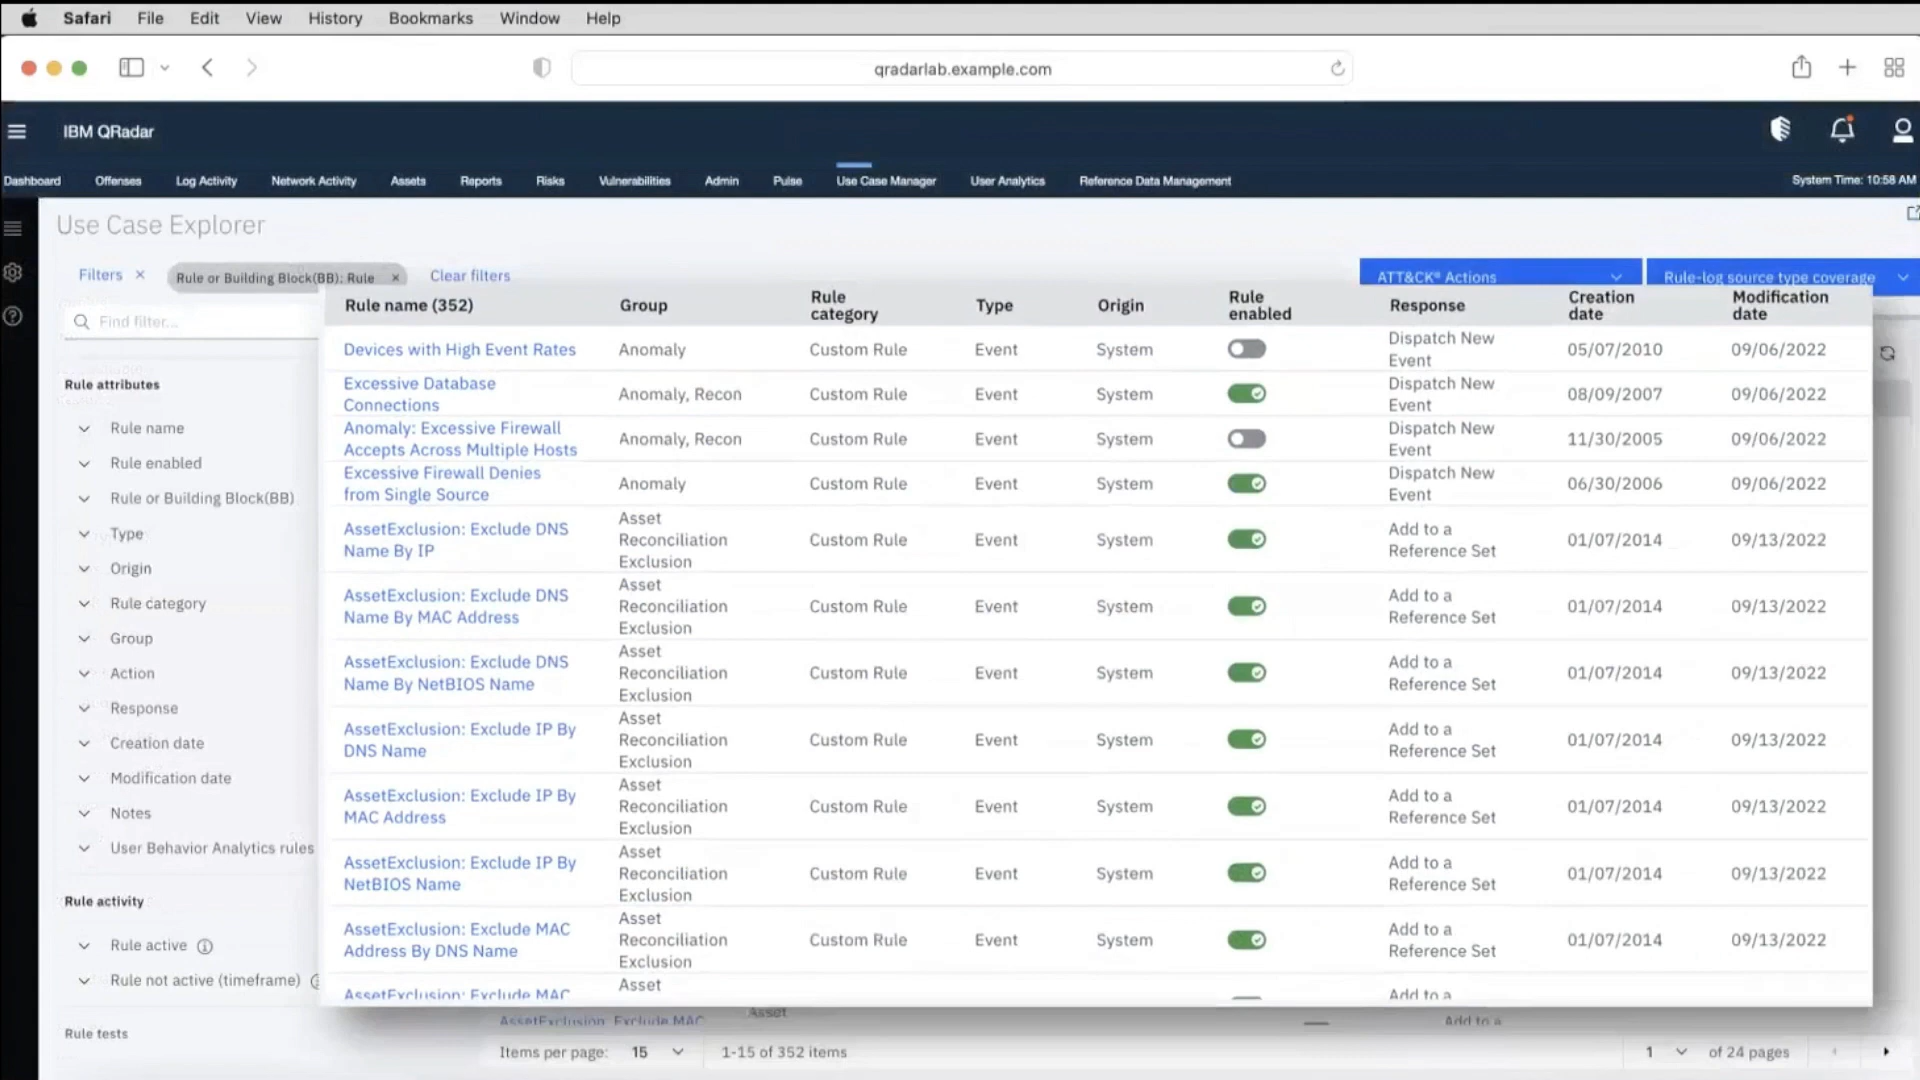 Safari File Edit View History Bookmarks Window Help
qradarlab.example.com
IBM QRadar
Dashboard Offenses Log Activity Network Activity Assets Reports Risks Vulnerabilities Admin Pulse Use Case Manager User Analytics Reference Data Management System Time: 10:58 AM
Use Case Explorer
Filters × Rule or Building Block(BB): Rule × Clear filters ATT&CK® Actions Rule-log source type coverage
Find filter...
Rule attributes
Rule name
Rule enabled
Rule or Building Block(BB)
Type
Origin
Rule category
Group
Action
Response
Creation date
Modification date
Notes
User Behavior Analytics rules
Rule activity
Rule active
Rule not active (timeframe)
Rule tests
Rule name (352) Group Rule category Type Origin Rule enabled Response Creation date Modification date
Devices with High Event Rates Anomaly Custom Rule Event System Dispatch New Event 05/07/2010 09/06/2022
Excessive Database Connections Anomaly, Recon Custom Rule Event System Dispatch New Event 08/09/2007 09/06/2022
Anomaly: Excessive Firewall Accepts Across Multiple Hosts Anomaly, Recon Custom Rule Event System Dispatch New Event 11/30/2005 09/06/2022
Excessive Firewall Denies from Single Source Anomaly Custom Rule Event System Dispatch New Event 06/30/2006 09/06/2022
AssetExclusion: Exclude DNS Name By IP Asset Reconciliation Exclusion Custom Rule Event System Add to a Reference Set 01/07/2014 09/13/2022
AssetExclusion: Exclude DNS Name By MAC Address Asset Reconciliation Exclusion Custom Rule Event System Add to a Reference Set 01/07/2014 09/13/2022
AssetExclusion: Exclude DNS Name By NetBIOS Name Asset Reconciliation Exclusion Custom Rule Event System Add to a Reference Set 01/07/2014 09/13/2022
AssetExclusion: Exclude IP By DNS Name Asset Reconciliation Exclusion Custom Rule Event System Add to a Reference Set 01/07/2014 09/13/2022
AssetExclusion: Exclude IP By MAC Address Asset Reconciliation Exclusion Custom Rule Event System Add to a Reference Set 01/07/2014 09/13/2022
AssetExclusion: Exclude IP By NetBIOS Name Asset Reconciliation Exclusion Custom Rule Event System Add to a Reference Set 01/07/2014 09/13/2022
AssetExclusion: Exclude MAC Address By DNS Name Asset Reconciliation Exclusion Custom Rule Event System Add to a Reference Set 01/07/2014 09/13/2022
AssetExclusion: Exclude MAC Asset Add to a
AssetExclusion: Exclude MAC Asset Add to a
Items per page: 15 1-15 of 352 items 1 of 24 pages